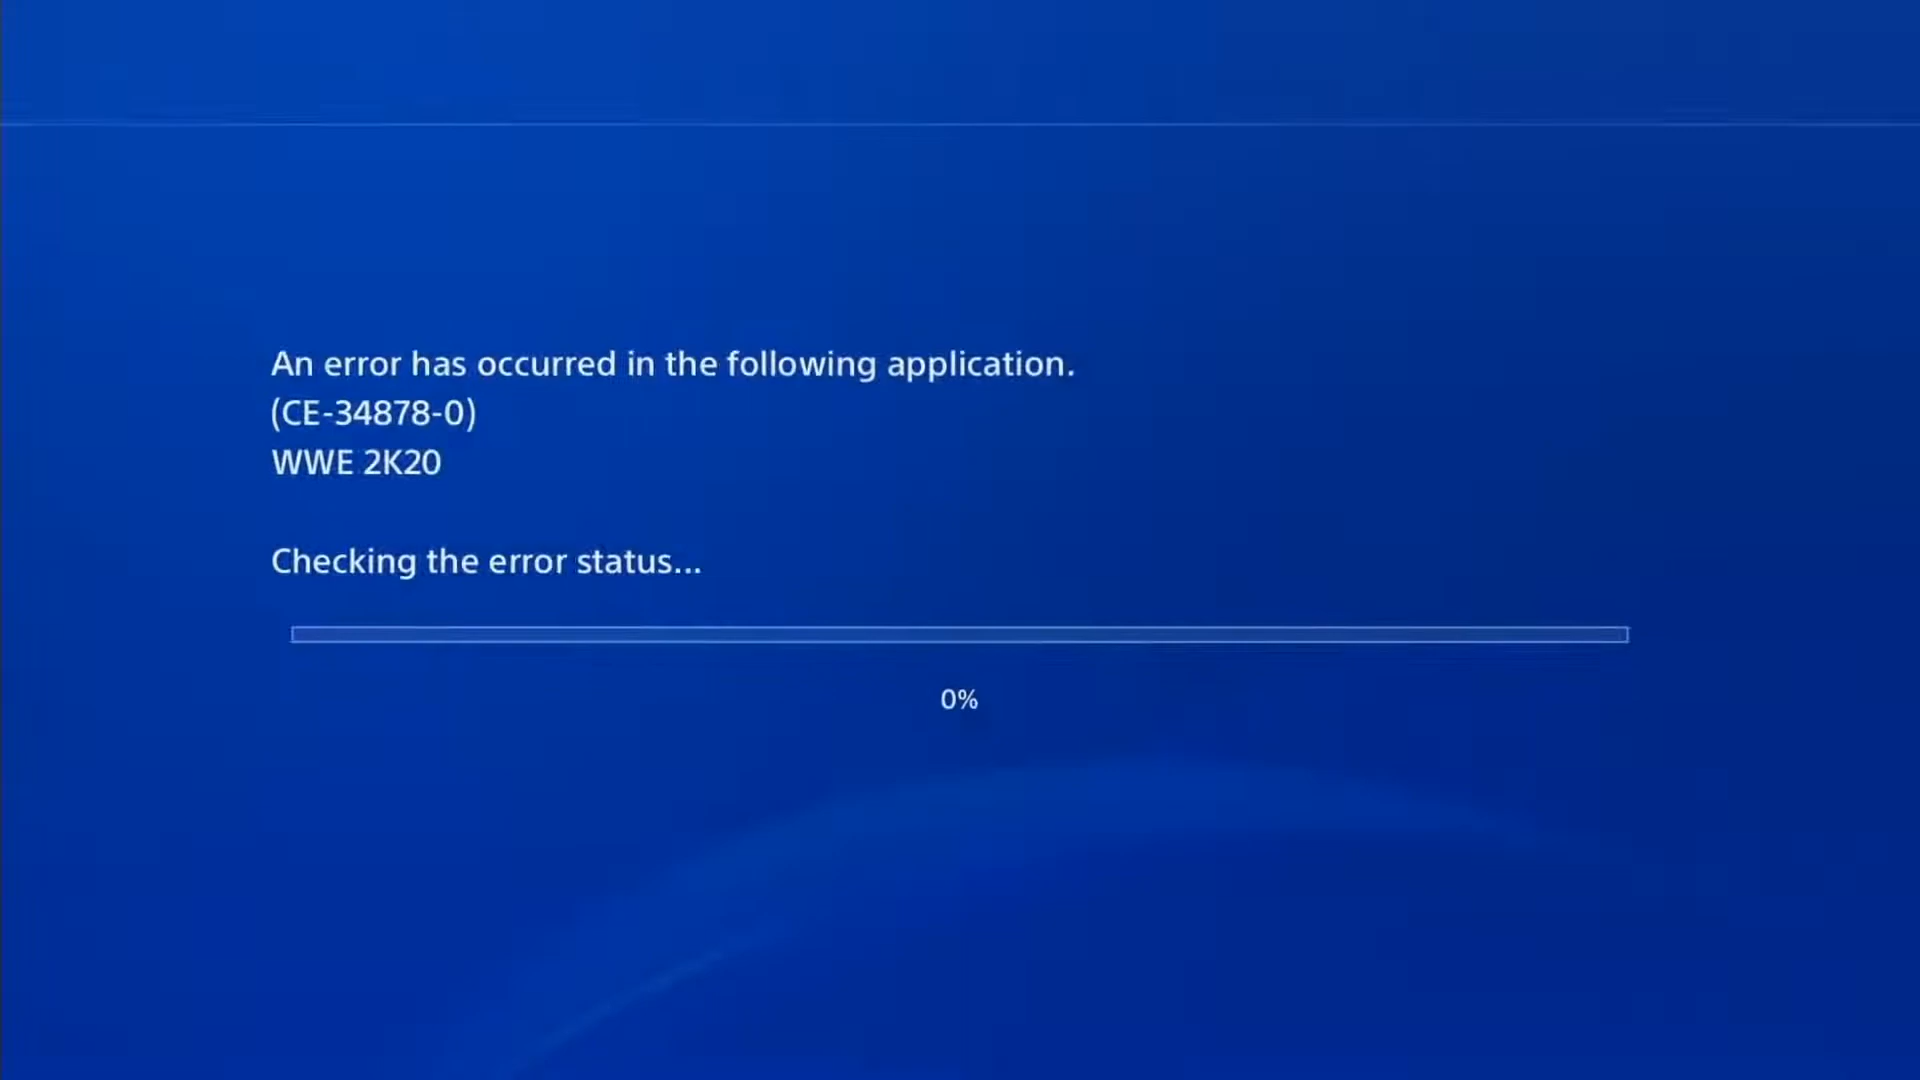 An error has occurred in the following application.
(CE-34878-0)
WWE 2K20
Checking the error status...
0%